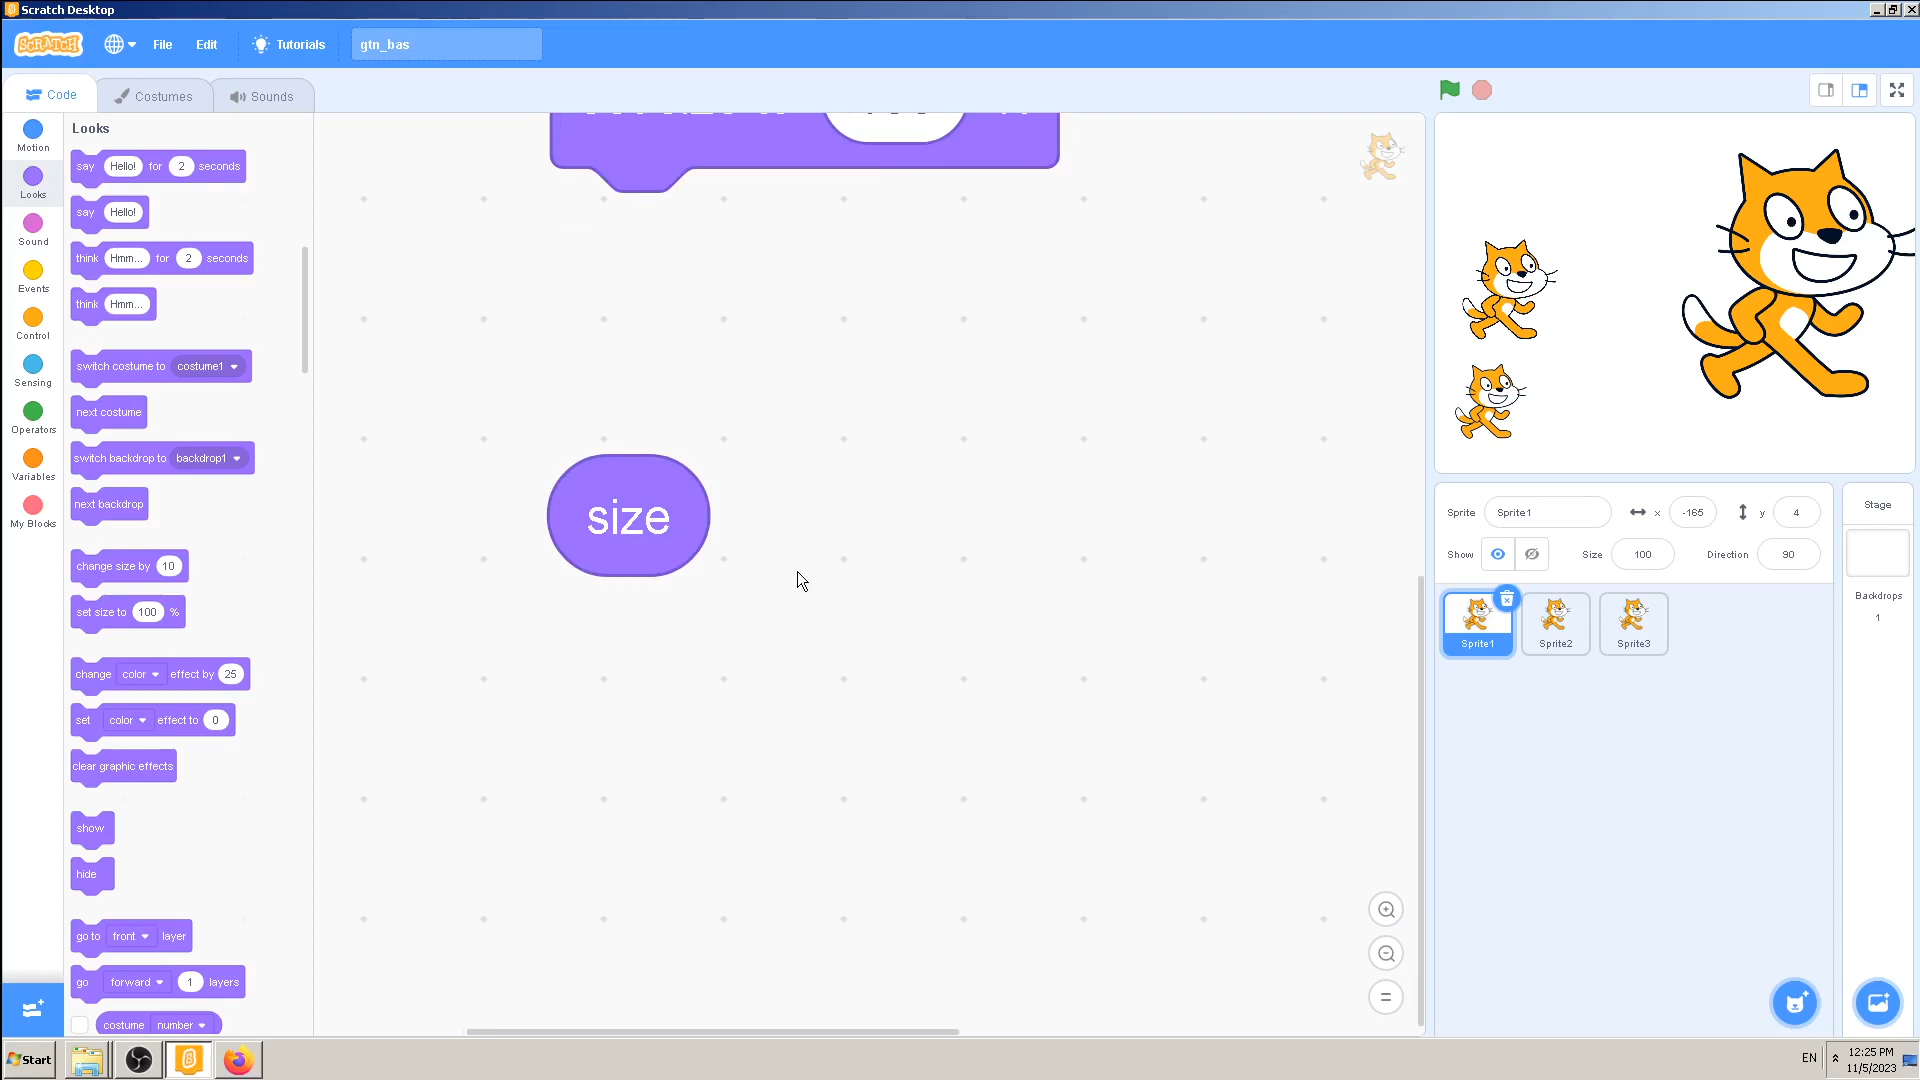 Scratch Desktop
SCRATCH File Edit Tutorials gtn_bas
Code Costumes Sounds
Motion
Looks
Sound
Events
Control
Sensing
Operators
Variables
My Blocks
Looks
say Hello! for 2 seconds
say Hello!
think Hmm... for 2 seconds
think Hmm...
switch costume to costume1
next costume
switch backdrop to backdrop1
next backdrop
change size by 10
set size to 100 %
change color effect by 25
set color effect to 0
clear graphic effects
show
hide
go to front layer
go forward 1 layers
costume number
size
Sprite Sprite1 x -165 y 4
Show Size 100 Direction 90
Sprite1 Sprite2 Sprite3
Stage
Backdrops
1
Start
EN
12:25 PM
11/5/2023